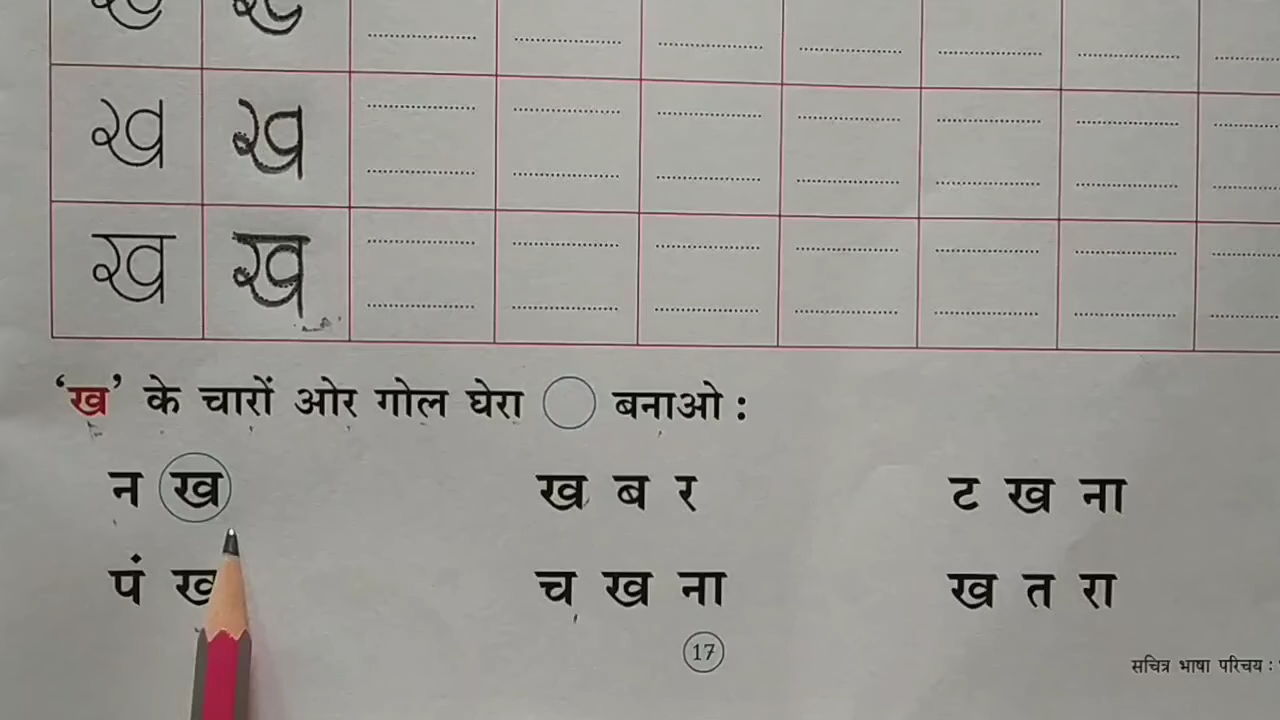 ख ख
ख ख
‘ख’ के चारों ओर गोल घेरा बनाओ :
न ख ख ब र ट ख ना
पं ख च ख ना ख त रा
17
सचित्र भाषा परिचय :